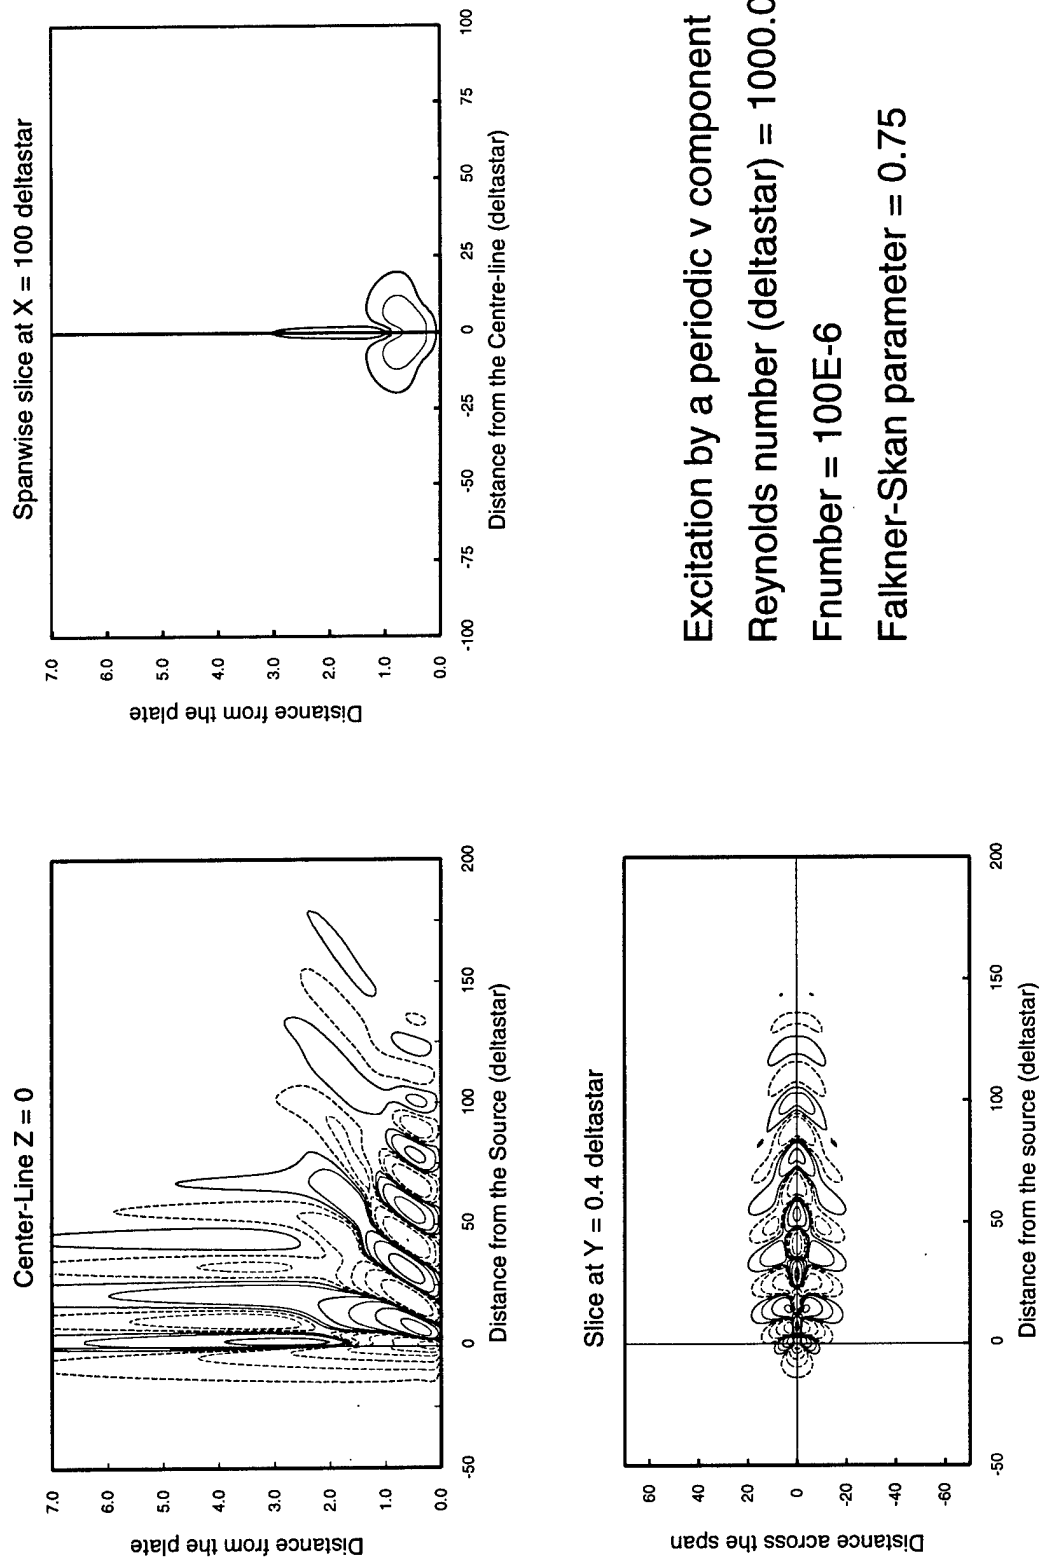 Center-Line Z = 0
Distance from the plate
7.0
6.0
5.0
4.0
3.0
2.0
1.0
0.0
-50 0 50 100 150 200
Distance from the Source (deltastar)
Spanwise slice at X = 100 deltastar
Distance from the plate
7.0
6.0
5.0
4.0
3.0
2.0
1.0
0.0
-100 -75 -50 -25 0 25 50 75 100
Distance from the Centre-line (deltastar)
Slice at Y = 0.4 deltastar
Distance across the span
60
40
20
0
-20
-40
-60
-50 0 50 100 150 200
Distance from the source (deltastar)
Excitation by a periodic v component
Reynolds number (deltastar) = 1000.0
Fnumber = 100E-6
Falkner-Skan parameter = 0.75